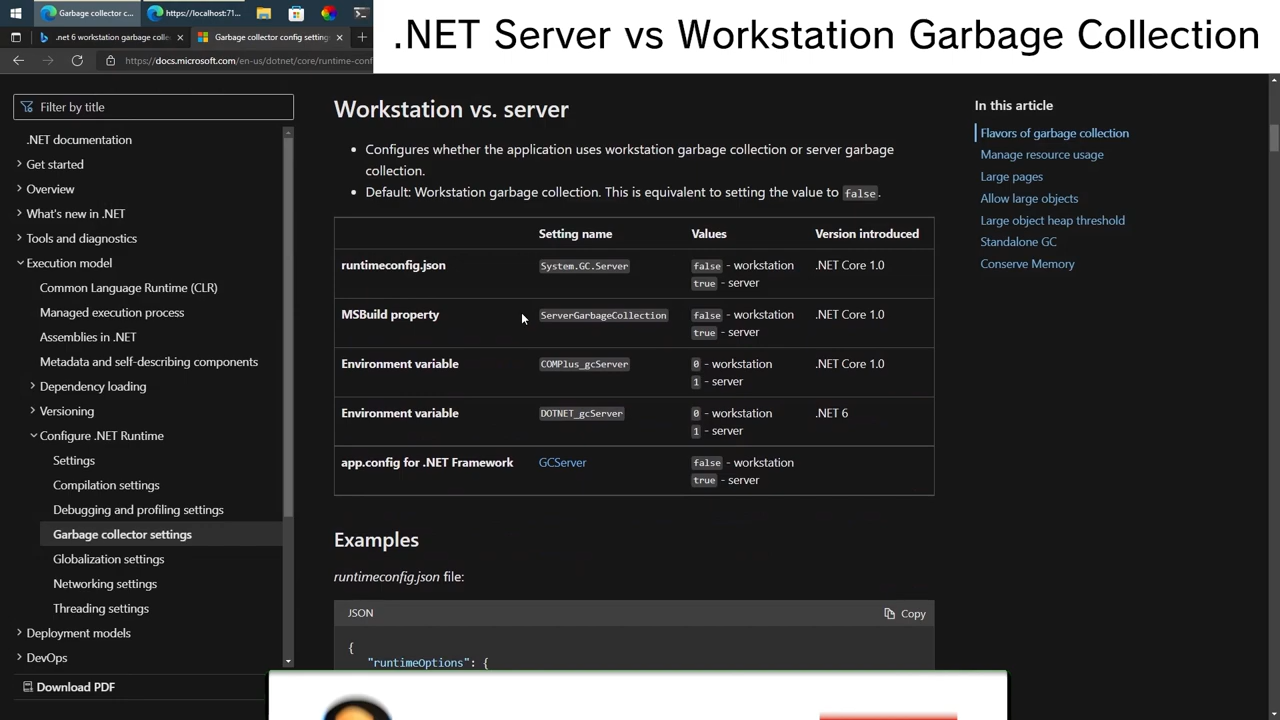 Garbage collector c...
https://localhost:71...
.net 6 workstation garbage colle
Garbage collector config setting
.NET Server vs Workstation Garbage Collection
https://docs.microsoft.com/en-us/dotnet/core/runtime-conf
Filter by title
.NET documentation
Get started
Overview
What's new in .NET
Tools and diagnostics
Execution model
Common Language Runtime (CLR)
Managed execution process
Assemblies in .NET
Metadata and self-describing components
Dependency loading
Versioning
Configure .NET Runtime
Settings
Compilation settings
Debugging and profiling settings
Garbage collector settings
Globalization settings
Networking settings
Threading settings
Deployment models
DevOps
Download PDF
Workstation vs. server
• Configures whether the application uses workstation garbage collection or server garbage
collection.
• Default: Workstation garbage collection. This is equivalent to setting the value to false.
Setting name Values Version introduced
runtimeconfig.json System.GC.Server false - workstation .NET Core 1.0
true - server
MSBuild property ServerGarbageCollection false - workstation .NET Core 1.0
true - server
Environment variable COMPlus_gcServer 0 - workstation .NET Core 1.0
1 - server
Environment variable DOTNET_gcServer 0 - workstation .NET 6
1 - server
app.config for .NET Framework GCServer false - workstation
true - server
Examples
runtimeconfig.json file:
JSON Copy
{
"runtimeOptions": {
In this article
Flavors of garbage collection
Manage resource usage
Large pages
Allow large objects
Large object heap threshold
Standalone GC
Conserve Memory